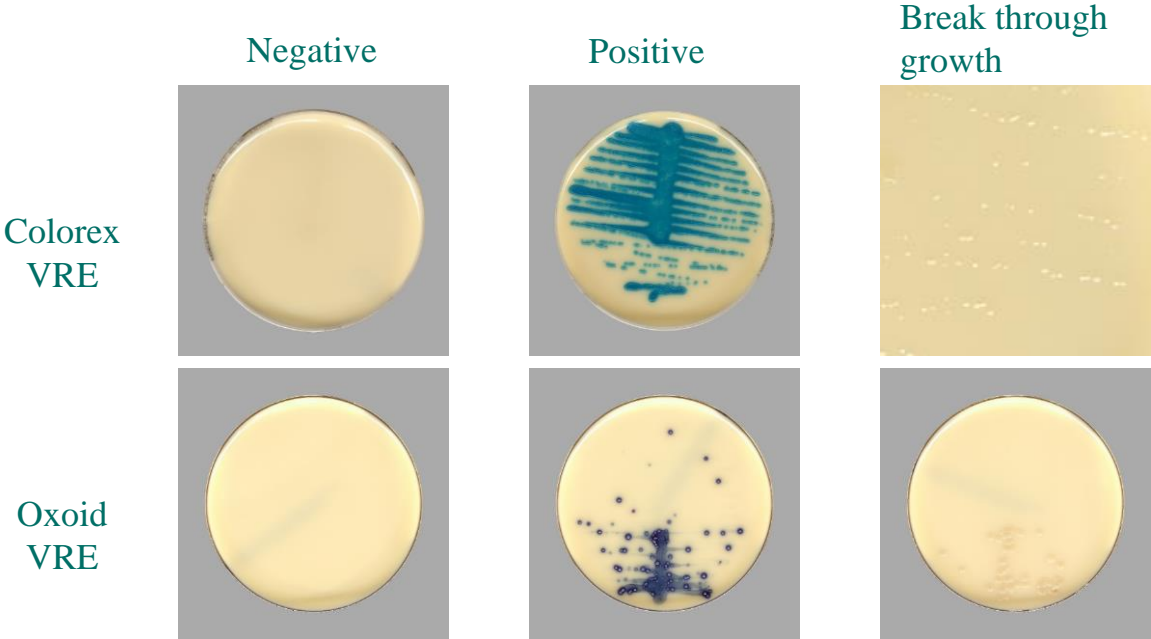 Negative
Positive
Break through
growth
Colorex
VRE
Oxoid
VRE